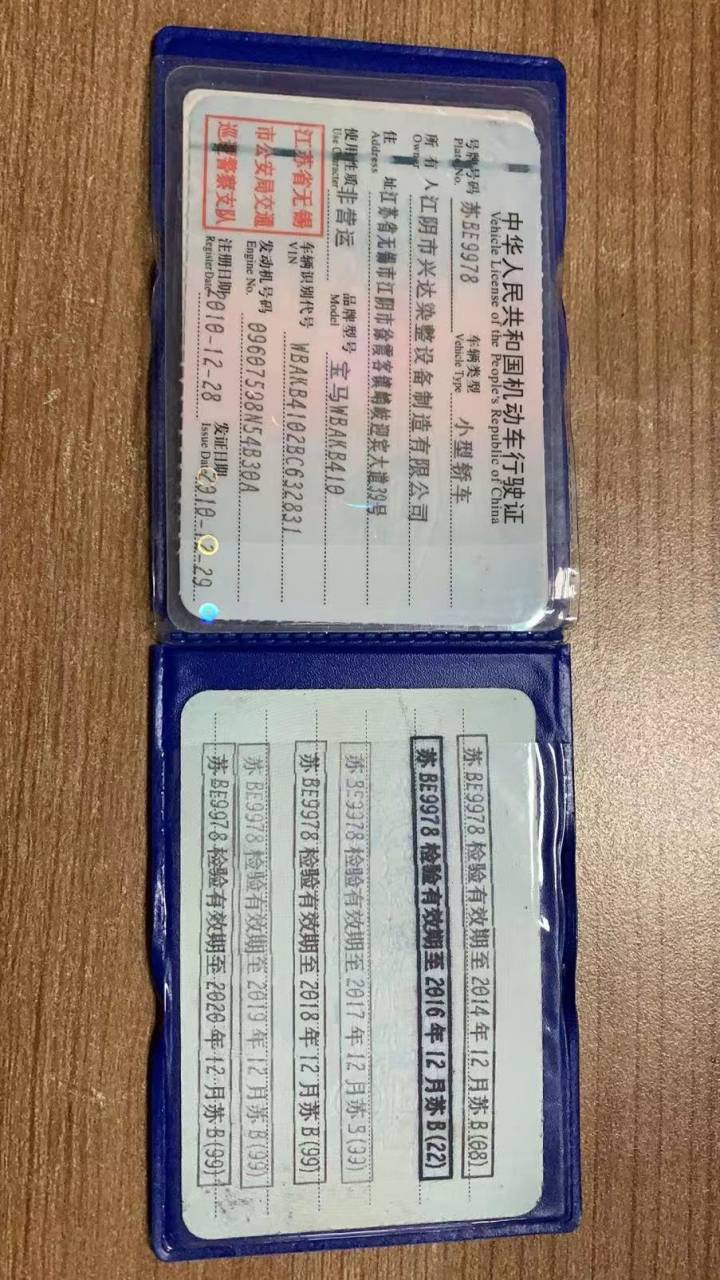 中华人民共和国机动车行驶证
Vehicle License of the People's Republic of China
号牌号码 苏BE9978 车辆类型 小型轿车
Plate No. Vehicle Type
所有人 江阴市兴达染整设备制造有限公司
Owner
住址 江苏省无锡市江阴市徐霞客镇峭岐迎宾大道39号
Address
使用性质 非营运 品牌型号 宝马WBAKB410
Use Character Model
江苏省无锡
市公安局交通
巡逻警察支队
车辆识别代号 WBAKB4102BC632831
VIN
发动机号码 09607598N54B30A
Engine No.
注册日期 2010-12-28 发证日期 2010-12-29
Register Date Issue Date
苏BE9978 检验有效期至2014年12月苏B(08)
苏BE9978 检验有效期至2016年12月苏B(22)
苏BE9978 检验有效期至2017年12月苏B(99)
苏BE9978 检验有效期至2018年12月苏B(99)
苏BE9978 检验有效期至2019年12月苏B(99)
苏BE9978 检验有效期至2020年12月苏B(99)